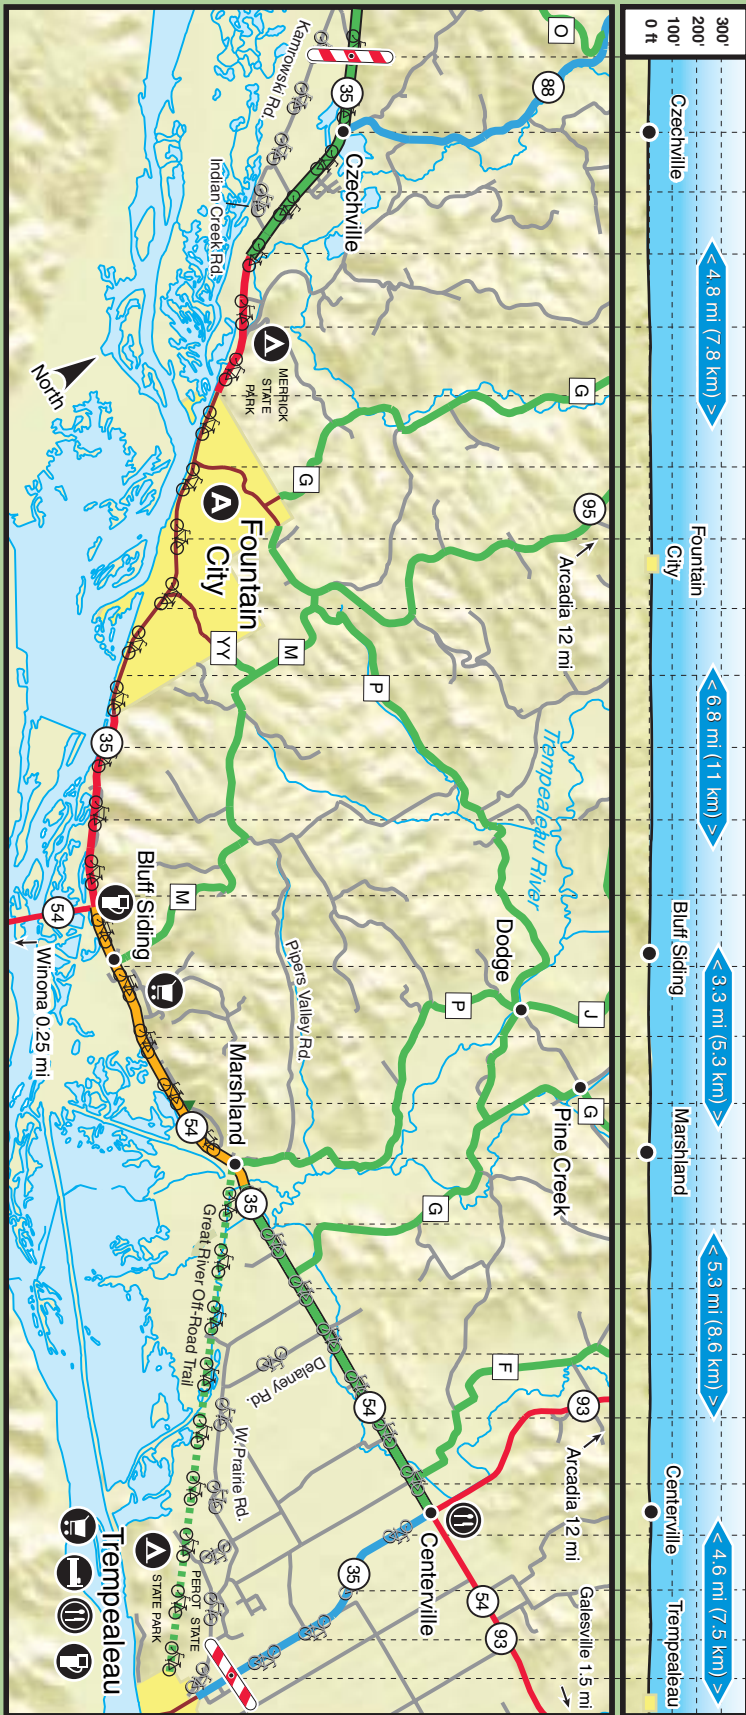 300'
200'
100'
0 ft
Czechville
< 4.8 mi (7.8 km) >
Fountain
City
< 6.8 mi (11 km) >
Bluff Siding
< 3.3 mi (5.3 km) >
Marshland
< 5.3 mi (8.6 km) >
Centerville
< 4.6 mi (7.5 km) >
Trempealeau
O
88
35
Kamrowski Rd.
Czechville
Indian Creek Rd.
North
MERRICK
STATE
PARK
G
G
95
Arcadia 12 mi
A
Fountain
City
YY
M
P
35
Trempealeau River
Bluff Siding
M
54
Winona 0.25 mi
Pipers Valley Rd.
Dodge
P
J
Pine Creek
G
Marshland
54
35
G
Great River Off-Road Trail
Delaney Rd.
54
F
93
Arcadia 12 mi
W. Prairie Rd.
Centerville
35
54
93
Galesville 1.5 mi
PEROT STATE
STATE PARK
Trempealeau